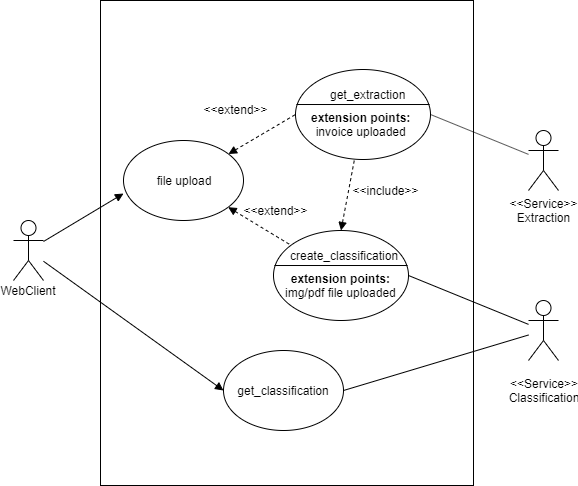 get_extraction
<<extend>>
extension points:
invoice uploaded
file upload
<<include>>
<<Service>>
Extraction
<<extend>>
create_classification
extension points:
img/pdf file uploaded
WebClient
get_classification
<<Service>>
Classification